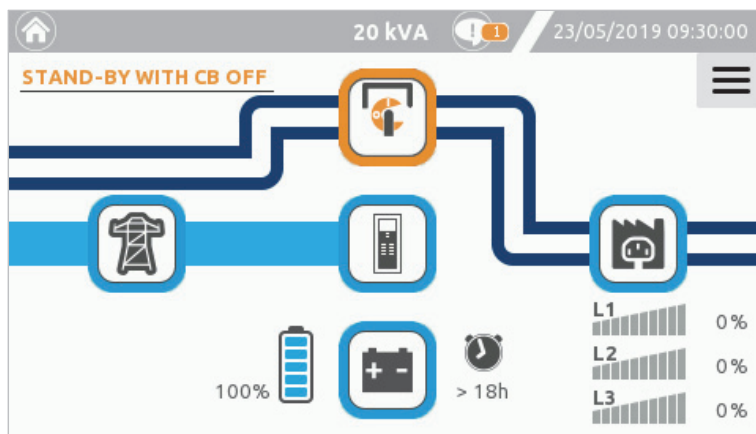 20 kVA
1
23/05/2019 09:30:00
STAND-BY WITH CB OFF
100%
> 18h
L1
0%
L2
0%
L3
0%